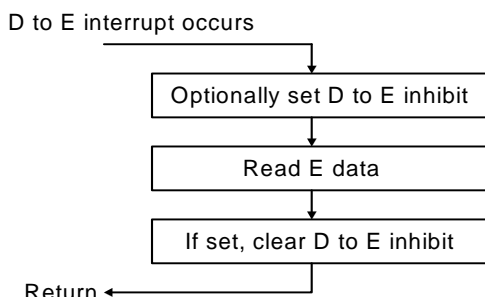 D to E interrupt occurs
Optionally set D to E inhibit
Read E data
If set, clear D to E inhibit
Return